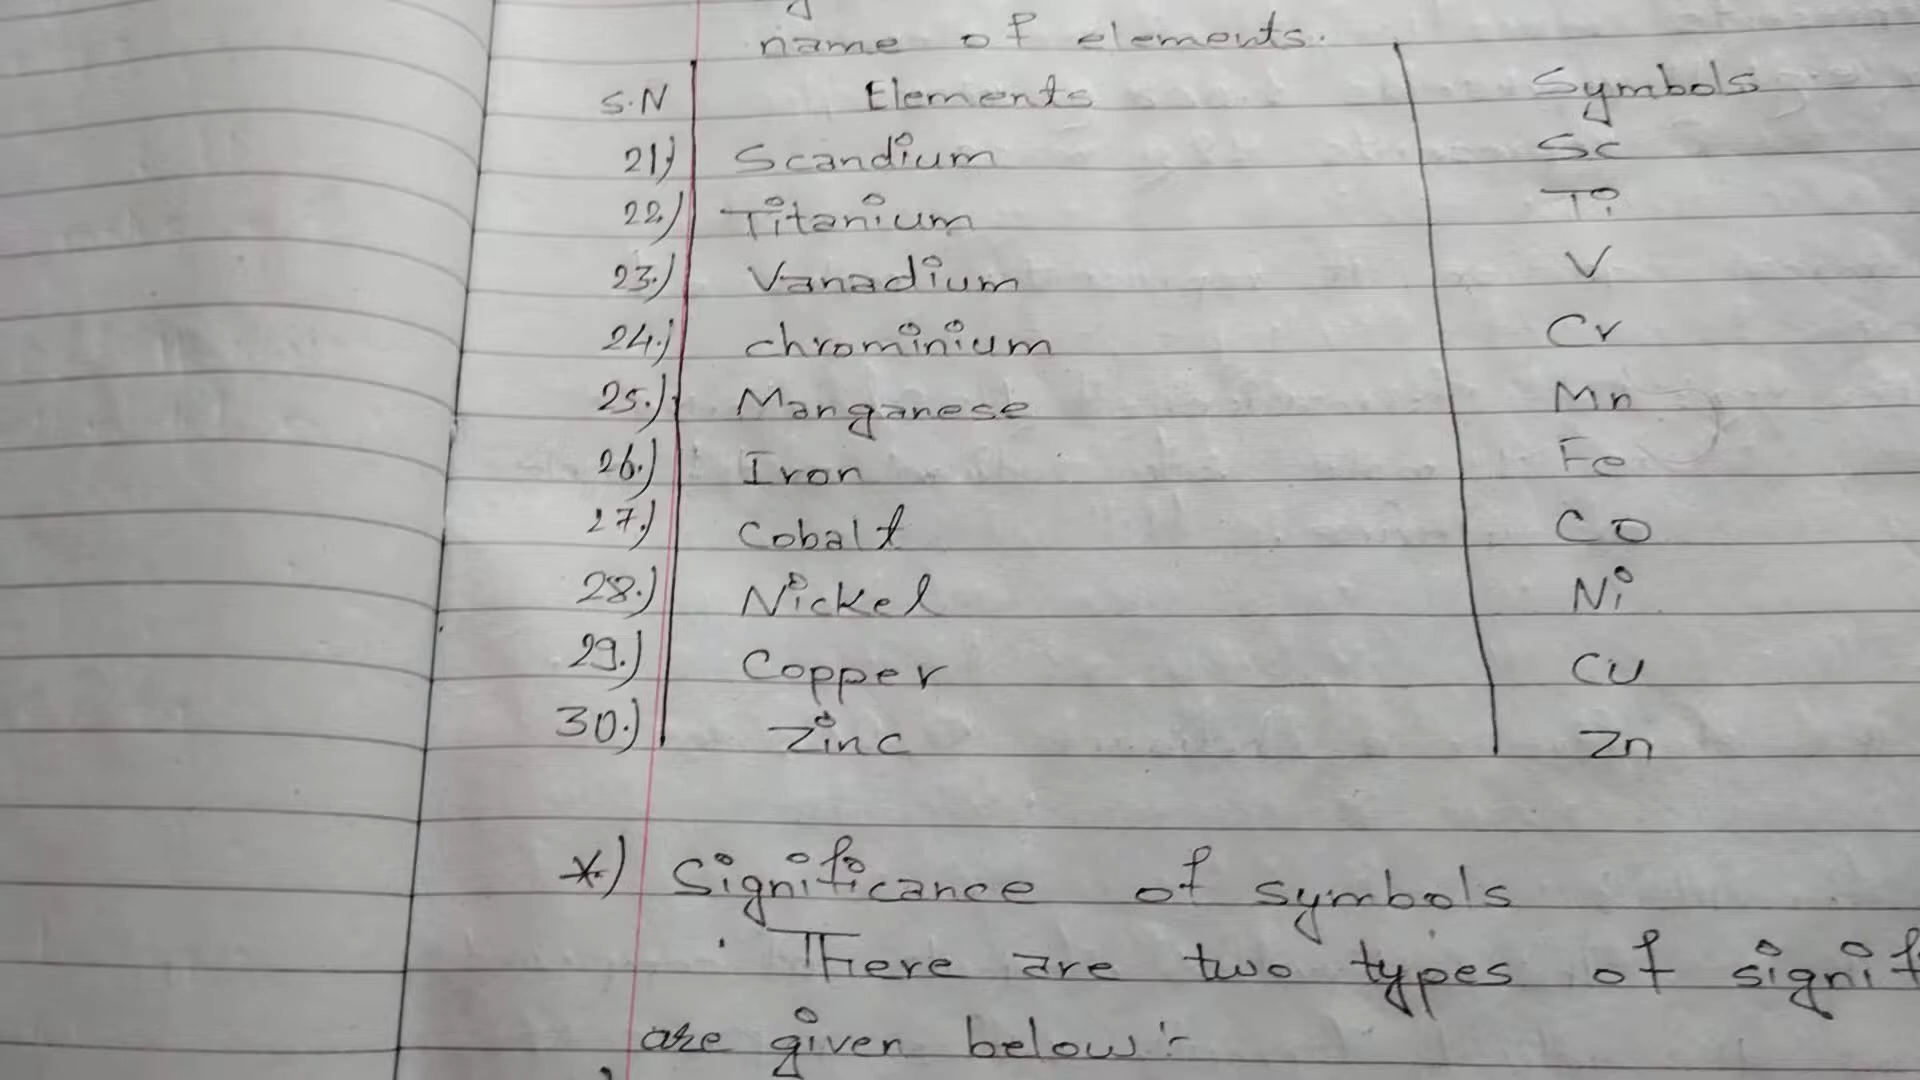 name of elements.
S.N Elements Symbols
21.) Scandium Sc
22.) Titanium Ti
23.) Vanadium V
24.) chrominium Cr
25.) Manganese Mn
26.) Iron Fe
27.) Cobalt CO
28.) Nickel Ni
29.) Copper Cu
30.) Zinc Zn
*.) Significance of symbols
There are two types of signif
are given below :-